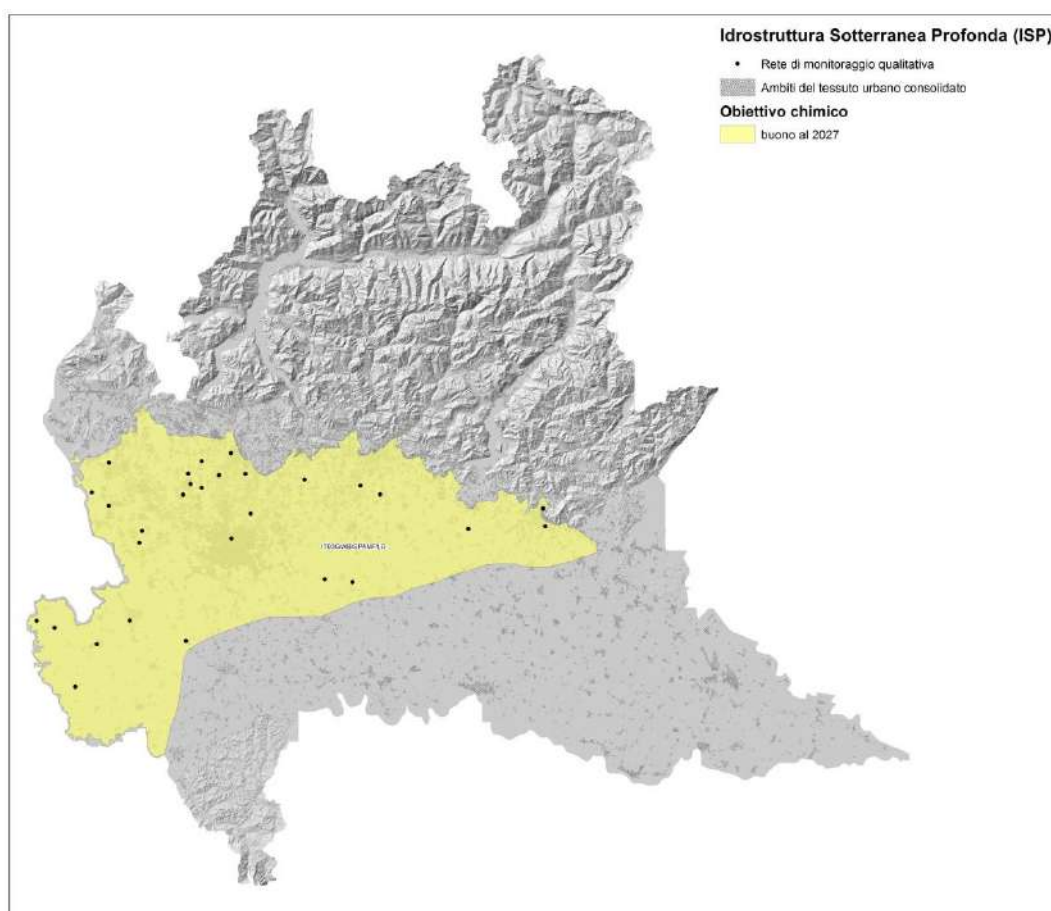 Idrostruttura Sotterranea Profonda (ISP)
Rete di monitoraggio qualitativa
Ambiti del tessuto urbano consolidato
Obiettivo chimico
buono al 2027